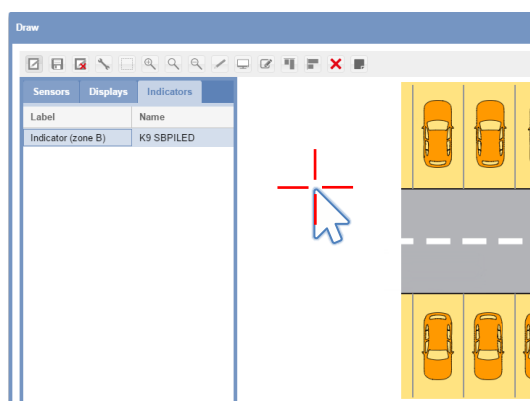 Draw
Sensors Displays Indicators
Label Name
Indicator (zone B) K9 SBPILED